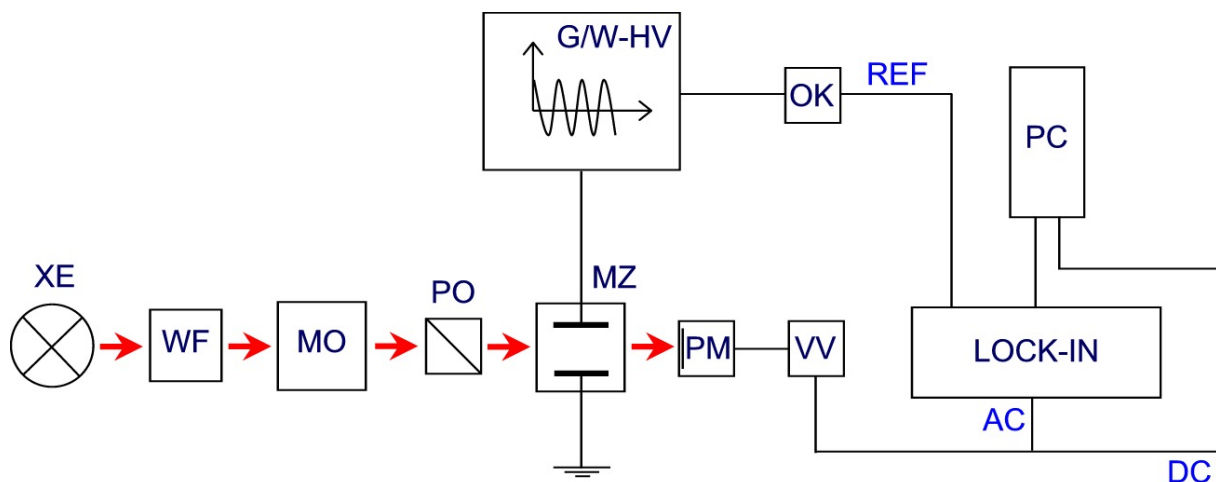 G/W-HV
OK
REF
PC
XE
WF
MO
PO
MZ
PM
VV
LOCK-IN
AC
DC